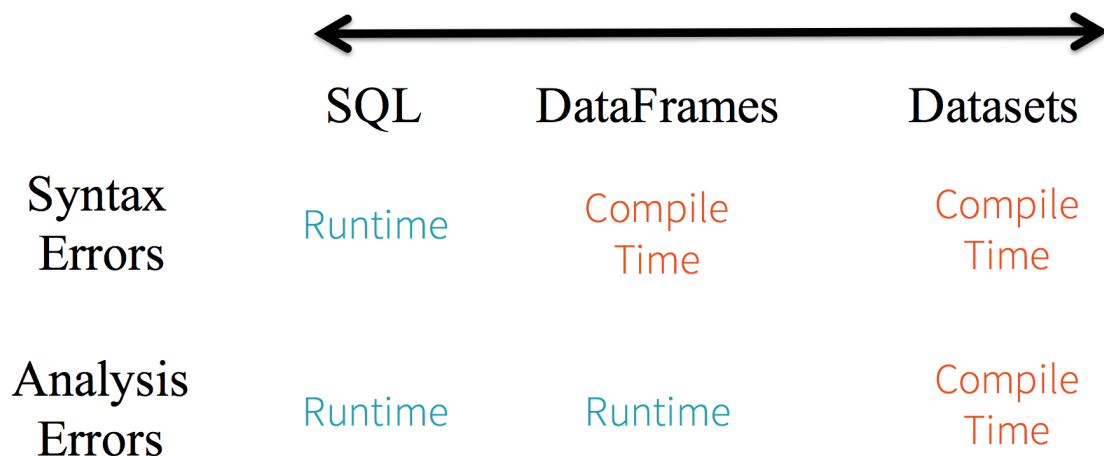 SQL DataFrames Datasets
Syntax
Errors
Runtime
Compile
Time
Compile
Time
Analysis
Errors
Runtime
Runtime
Compile
Time